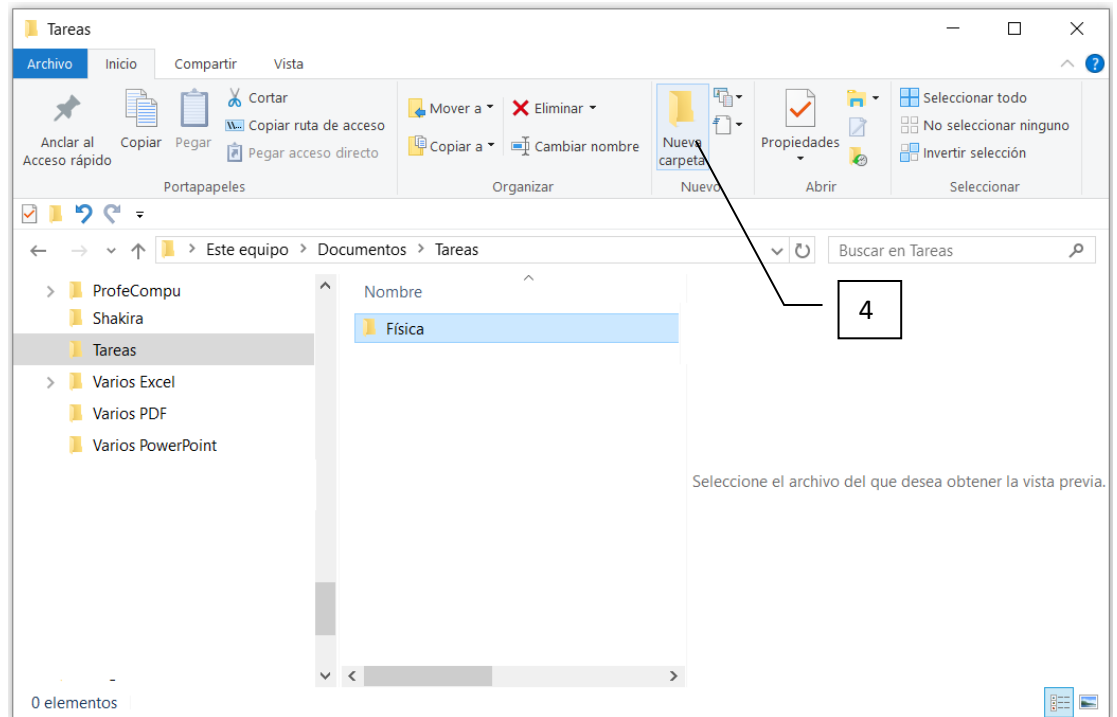 Tareas
Archivo Inicio Compartir Vista
Anclar al
Acceso rápido
Copiar
Pegar
Cortar
Copiar ruta de acceso
Pegar acceso directo
Portapapeles
Mover a
Copiar a
Eliminar
Cambiar nombre
Organizar
Nueva
carpeta
Nuevo
Propiedades
Abrir
Seleccionar todo
No seleccionar ninguno
Invertir selección
Seleccionar
Este equipo > Documentos > Tareas
Buscar en Tareas
ProfeCompu
Shakira
Tareas
Varios Excel
Varios PDF
Varios PowerPoint
Nombre
Física
4
Seleccione el archivo del que desea obtener la vista previa.
0 elementos